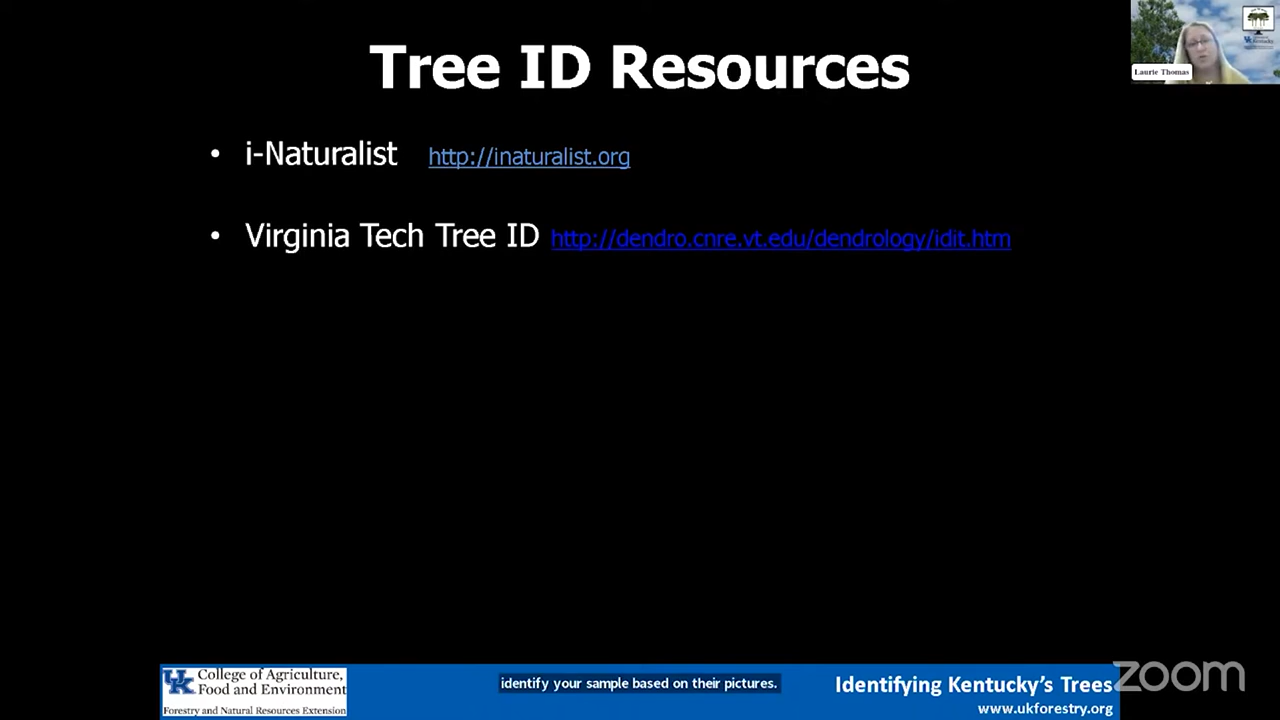 Tree ID Resources
Laurie Thomas
• i-Naturalist http://inaturalist.org
• Virginia Tech Tree ID http://dendro.cnre.vt.edu/dendrology/idit.htm
UK College of Agriculture,
Food and Environment
Forestry and Natural Resources Extension
identify your sample based on their pictures.
Identifying Kentucky's Trees
www.ukforestry.org
zoom